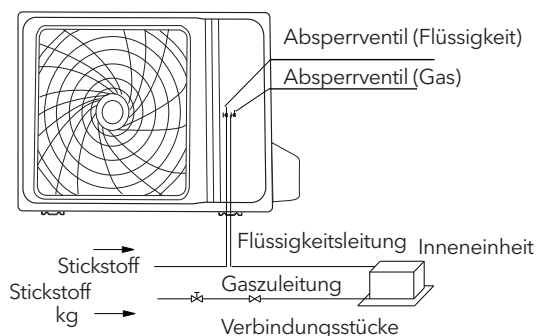 Absperrventil (Flüssigkeit)
Absperrventil (Gas)
Flüssigkeitsleitung
Inneneinheit
Stickstoff
Gaszuleitung
Stickstoff
kg
Verbindungsstücke